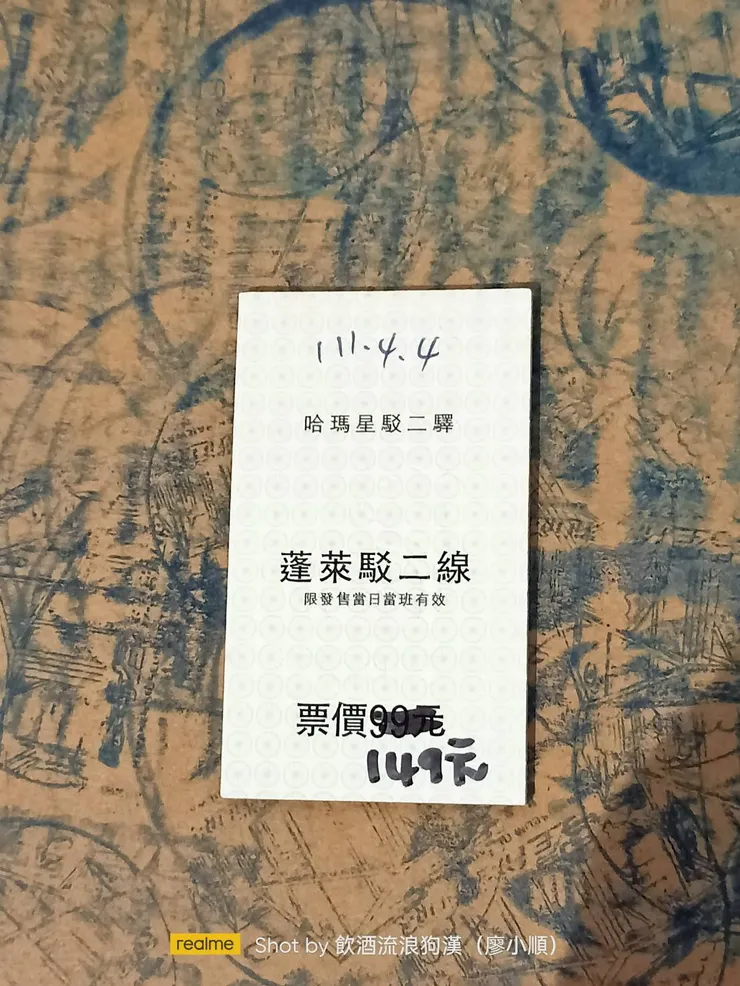 111.4.4
哈瑪星駁二驛
蓬萊駁二線
限發售當日當班有效
票價99元
149元
realme Shot by 飲酒流浪狗漢（廖小順）